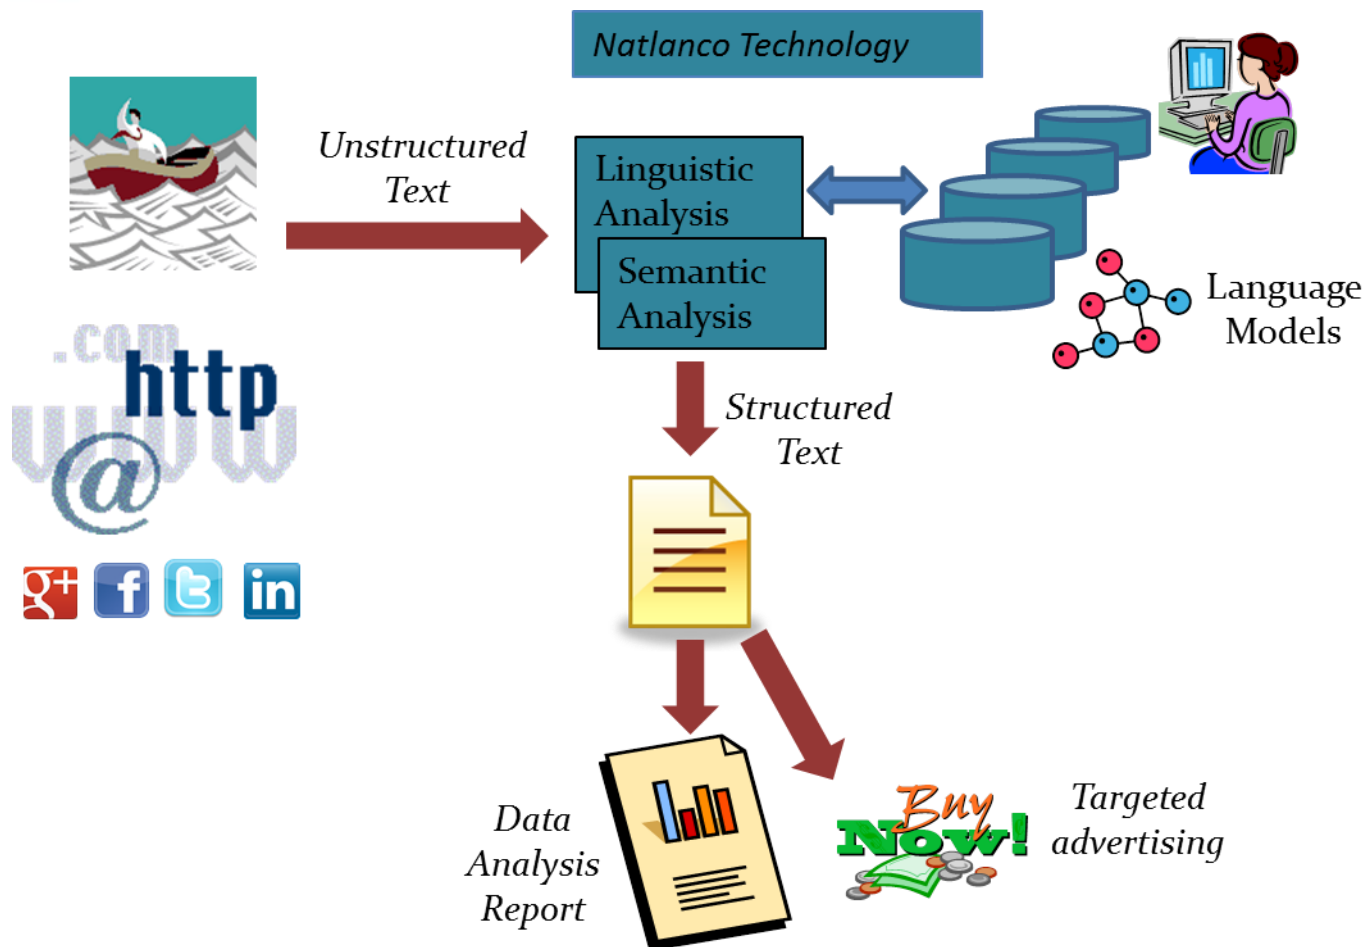 Natlanco Technology
Unstructured
Text
Linguistic
Analysis
Semantic
Analysis
Language
Models
.com
http
www
@
Structured
Text
g+
f
t
in
Data
Analysis
Report
Buy
Now!
Targeted
advertising